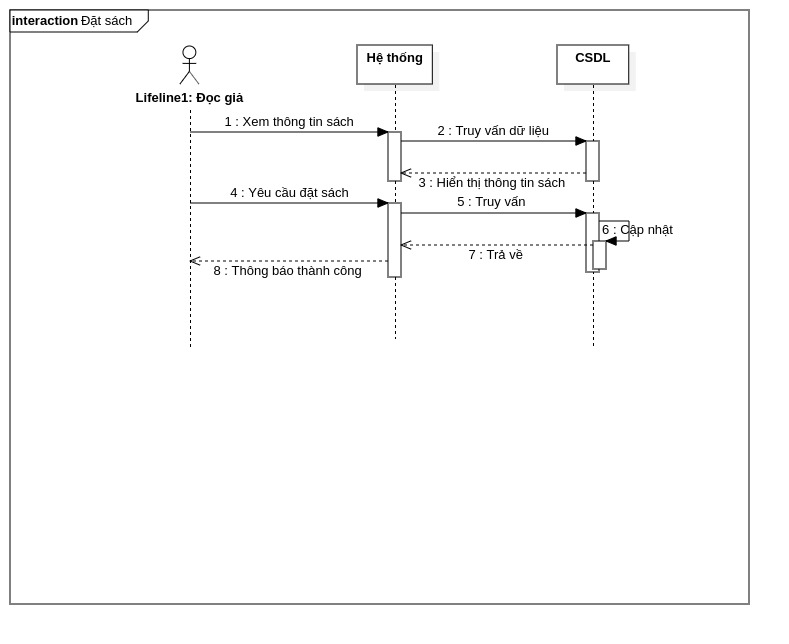 interaction Đặt sách
Hệ thống
CSDL
Lifeline1: Đọc giả
1 : Xem thông tin sách
2 : Truy vấn dữ liệu
3 : Hiển thị thông tin sách
4 : Yêu cầu đặt sách
5 : Truy vấn
6 : Cập nhật
7 : Trả về
8 : Thông báo thành công